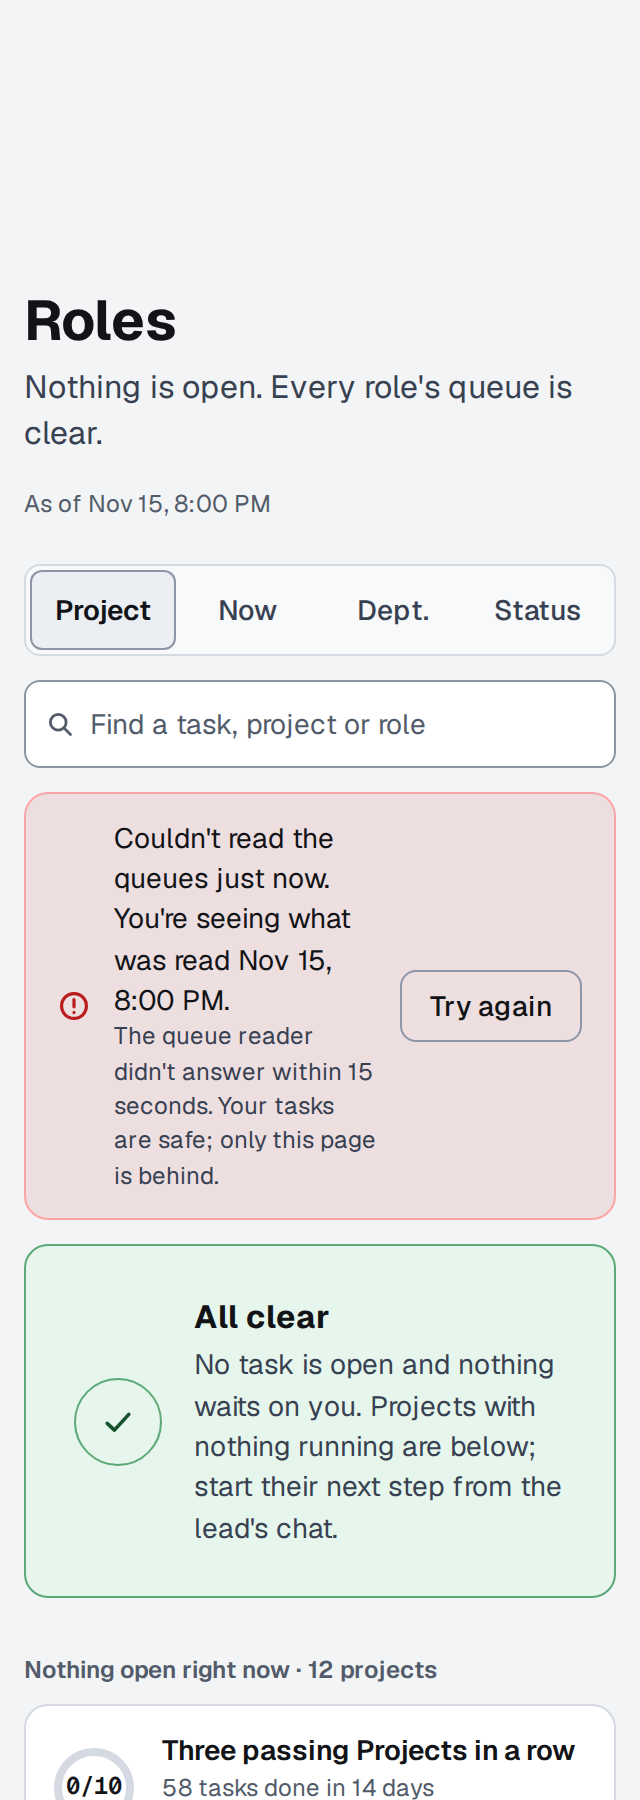 Roles
Nothing is open. Every role's queue is
clear.
As of Nov 15, 8:00 PM
Project
Now
Dept.
Status
Find a task, project or role
Couldn't read the
queues just now.
You're seeing what
was read Nov 15,
8:00 PM.
The queue reader
didn't answer within 15
seconds. Your tasks
are safe; only this page
is behind.
Try again
All clear
No task is open and nothing
waits on you. Projects with
nothing running are below;
start their next step from the
lead's chat.
Nothing open right now · 12 projects
0/10
Three passing Projects in a row
58 tasks done in 14 days